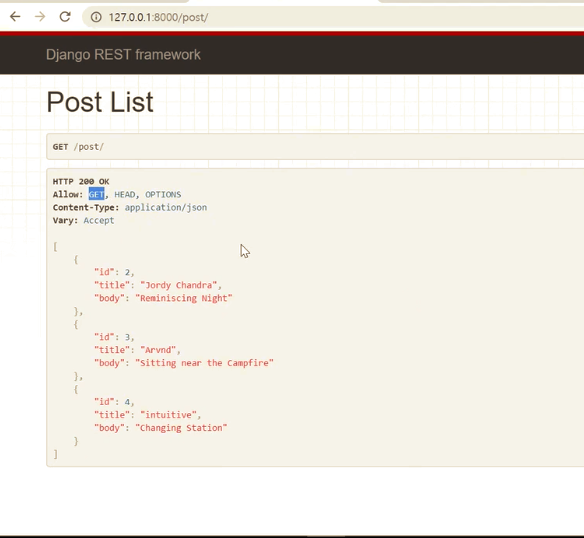 127.0.0.1:8000/post/
Django REST framework
Post List
GET /post/
HTTP 200 OK
Allow: GET, HEAD, OPTIONS
Content-Type: application/json
Vary: Accept
[
{
"id": 2,
"title": "Jordy Chandra",
"body": "Reminiscing Night"
},
{
"id": 3,
"title": "Arvnd",
"body": "Sitting near the Campfire"
},
{
"id": 4,
"title": "intuitive",
"body": "Changing Station"
}
]